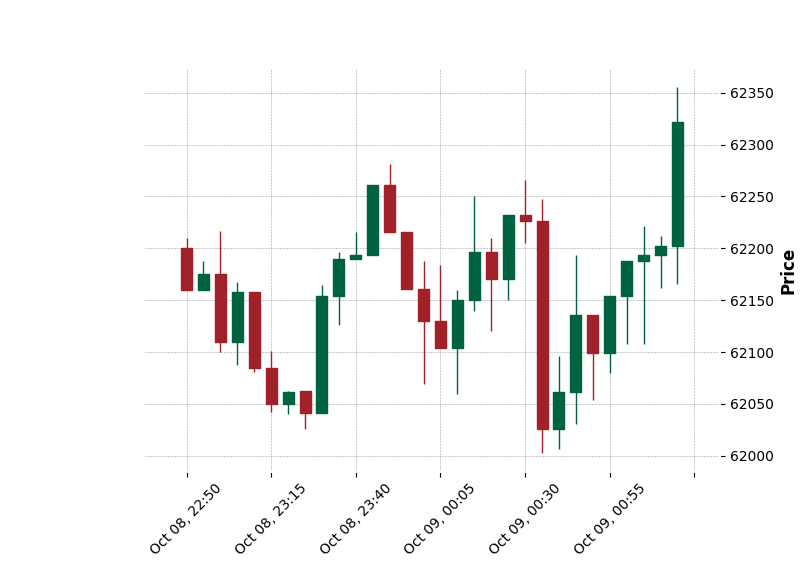 62350
62300
62250
62200
62150
62100
62050
62000
Price
Oct 08, 22:50
Oct 08, 23:15
Oct 08, 23:40
Oct 09, 00:05
Oct 09, 00:30
Oct 09, 00:55